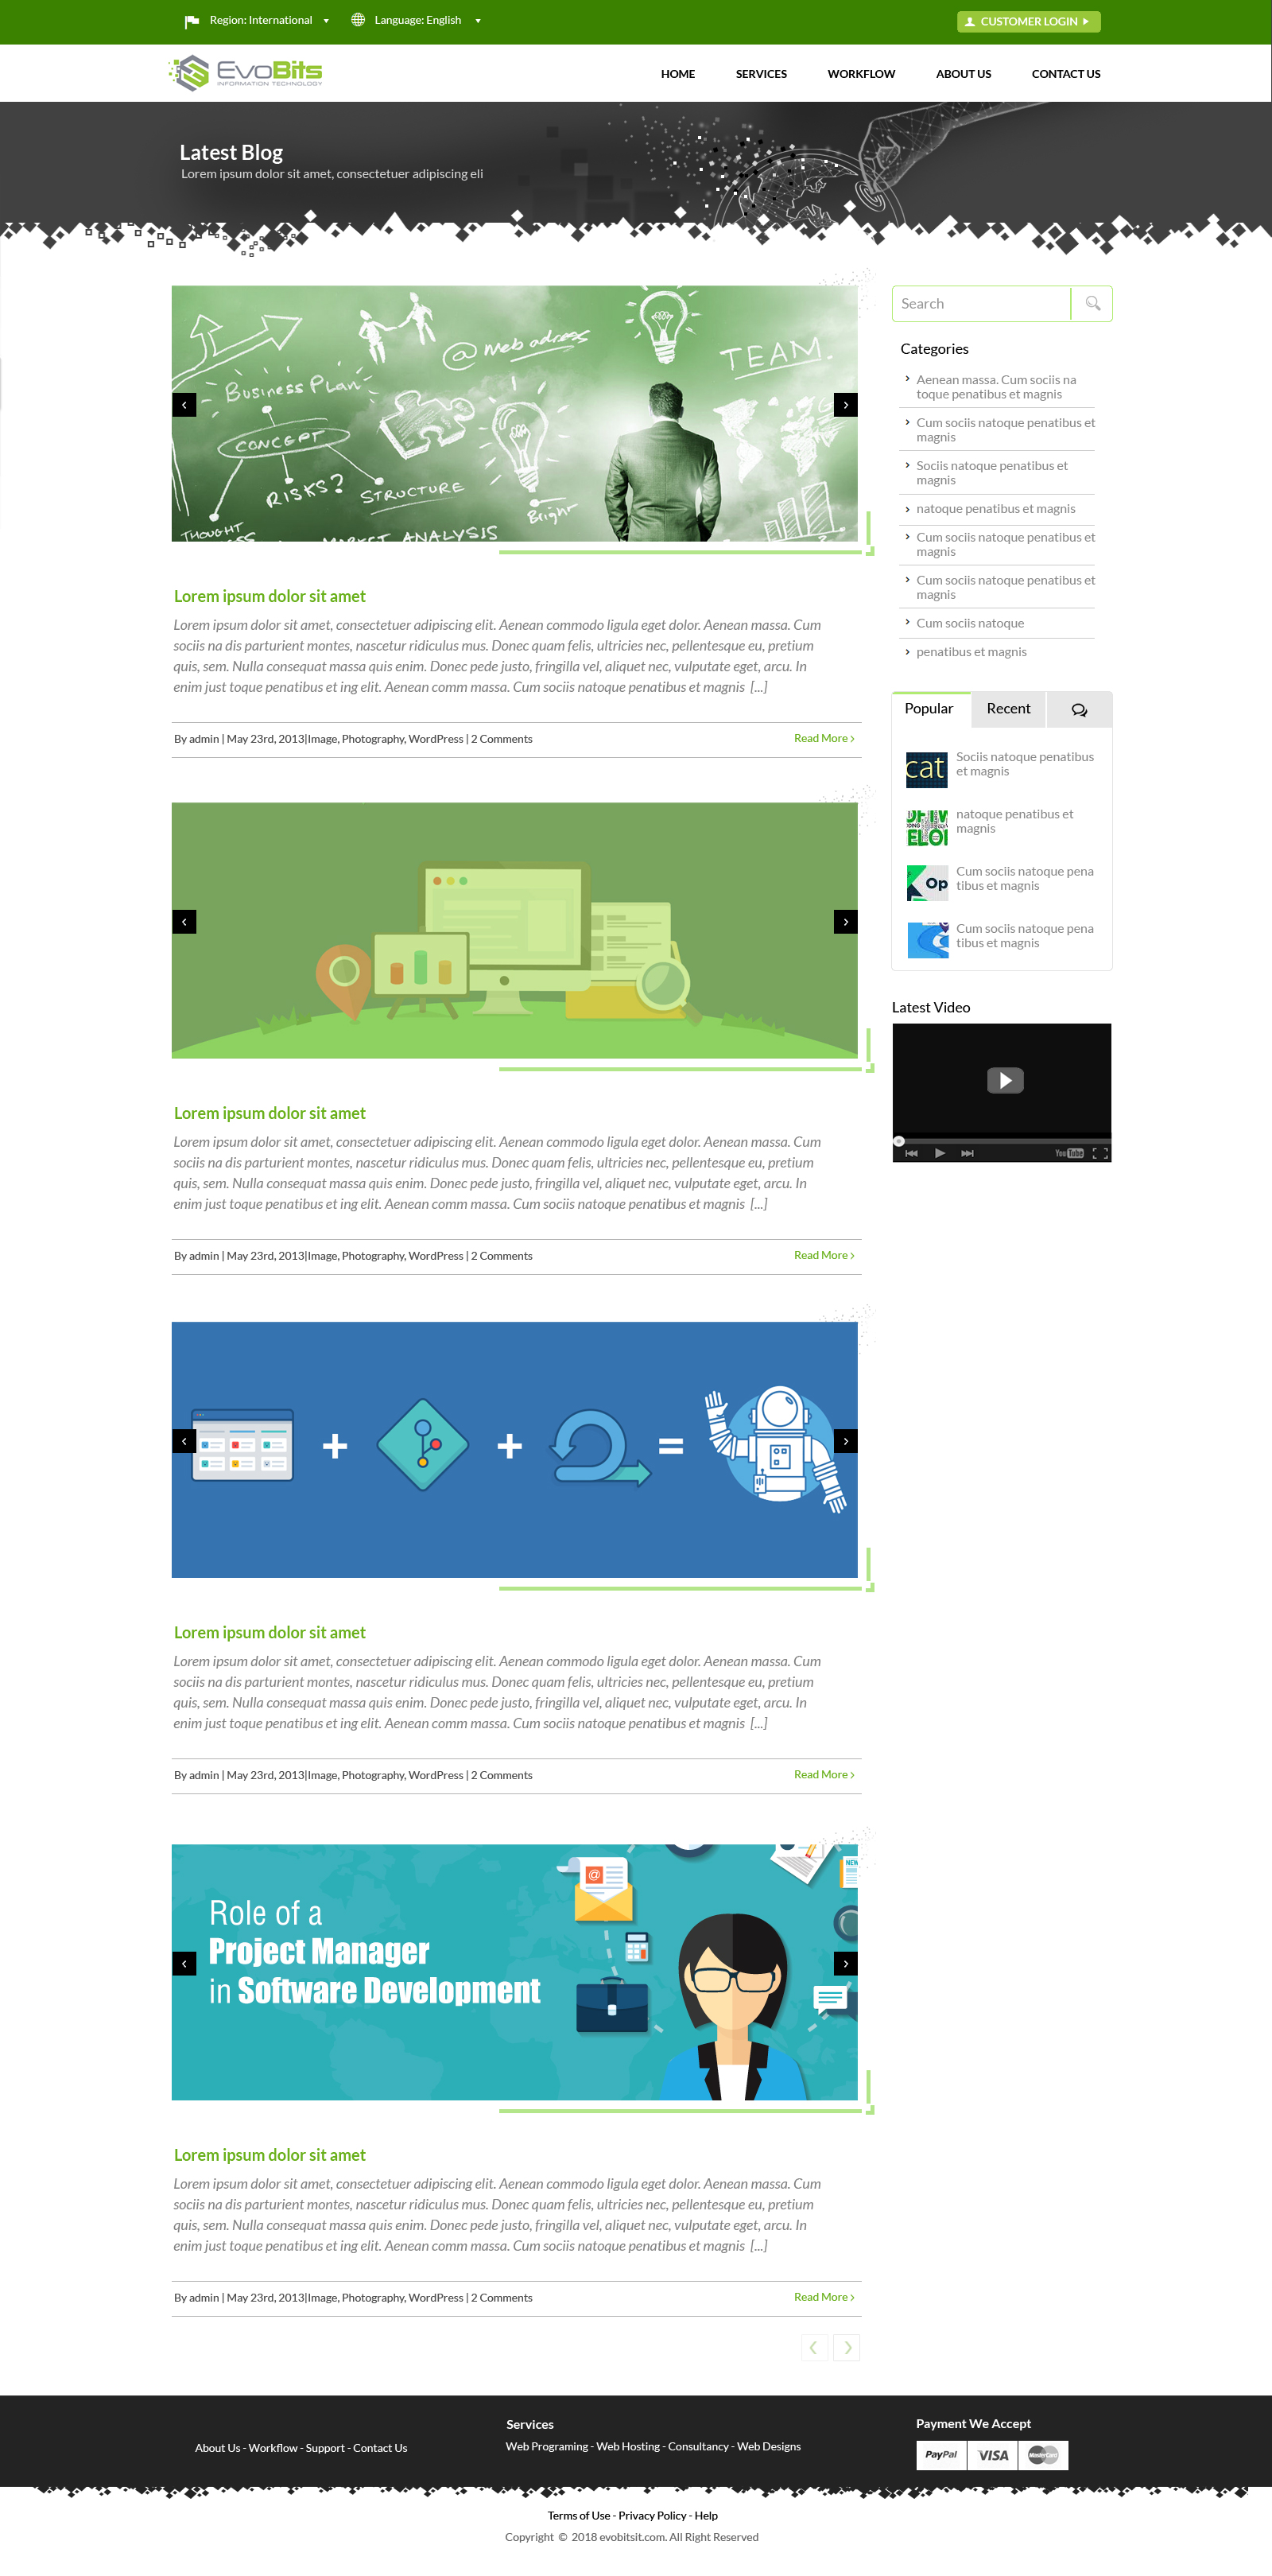 Region: International
Language: English
CUSTOMER LOGIN
EvoBits
INFORMATION TECHNOLOGY
HOME
SERVICES
WORKFLOW
ABOUT US
CONTACT US
Latest Blog
Lorem ipsum dolor sit amet, consectetuer adipiscing eli
@ web adress
TEAM.
Business Plan
CONCEPT
RISKS?
STRUCTURE
Bright
THOUGHT
MARKET ANALYSIS
Lorem ipsum dolor sit amet
Lorem ipsum dolor sit amet, consectetuer adipiscing elit. Aenean commodo ligula eget dolor. Aenean massa. Cum
sociis na dis parturient montes, nascetur ridiculus mus. Donec quam felis, ultricies nec, pellentesque eu, pretium
quis, sem. Nulla consequat massa quis enim. Donec pede justo, fringilla vel, aliquet nec, vulputate eget, arcu. In
enim just toque penatibus et ing elit. Aenean comm massa. Cum sociis natoque penatibus et magnis [...]
By admin | May 23rd, 2013|Image, Photography, WordPress | 2 Comments
Read More >
Lorem ipsum dolor sit amet
Lorem ipsum dolor sit amet, consectetuer adipiscing elit. Aenean commodo ligula eget dolor. Aenean massa. Cum
sociis na dis parturient montes, nascetur ridiculus mus. Donec quam felis, ultricies nec, pellentesque eu, pretium
quis, sem. Nulla consequat massa quis enim. Donec pede justo, fringilla vel, aliquet nec, vulputate eget, arcu. In
enim just toque penatibus et ing elit. Aenean comm massa. Cum sociis natoque penatibus et magnis [...]
By admin | May 23rd, 2013|Image, Photography, WordPress | 2 Comments
Read More >
+ + =
Lorem ipsum dolor sit amet
Lorem ipsum dolor sit amet, consectetuer adipiscing elit. Aenean commodo ligula eget dolor. Aenean massa. Cum
sociis na dis parturient montes, nascetur ridiculus mus. Donec quam felis, ultricies nec, pellentesque eu, pretium
quis, sem. Nulla consequat massa quis enim. Donec pede justo, fringilla vel, aliquet nec, vulputate eget, arcu. In
enim just toque penatibus et ing elit. Aenean comm massa. Cum sociis natoque penatibus et magnis [...]
By admin | May 23rd, 2013|Image, Photography, WordPress | 2 Comments
Read More >
@
NEW
Role of a
Project Manager
in Software Development
Lorem ipsum dolor sit amet
Lorem ipsum dolor sit amet, consectetuer adipiscing elit. Aenean commodo ligula eget dolor. Aenean massa. Cum
sociis na dis parturient montes, nascetur ridiculus mus. Donec quam felis, ultricies nec, pellentesque eu, pretium
quis, sem. Nulla consequat massa quis enim. Donec pede justo, fringilla vel, aliquet nec, vulputate eget, arcu. In
enim just toque penatibus et ing elit. Aenean comm massa. Cum sociis natoque penatibus et magnis [...]
By admin | May 23rd, 2013|Image, Photography, WordPress | 2 Comments
Read More >
Search
Categories
Aenean massa. Cum sociis na
toque penatibus et magnis
Cum sociis natoque penatibus et
magnis
Sociis natoque penatibus et
magnis
natoque penatibus et magnis
Cum sociis natoque penatibus et
magnis
Cum sociis natoque penatibus et
magnis
Cum sociis natoque
penatibus et magnis
Popular
Recent
cat
Sociis natoque penatibus
et magnis
ELO
natoque penatibus et
magnis
Op
Cum sociis natoque pena
tibus et magnis
Cum sociis natoque pena
tibus et magnis
Latest Video
YouTube
About Us - Workflow - Support - Contact Us
Services
Web Programing - Web Hosting - Consultancy - Web Designs
Payment We Accept
PayPal
VISA
MasterCard
Terms of Use - Privacy Policy - Help
Copyright © 2018 evobitsit.com. All Right Reserved